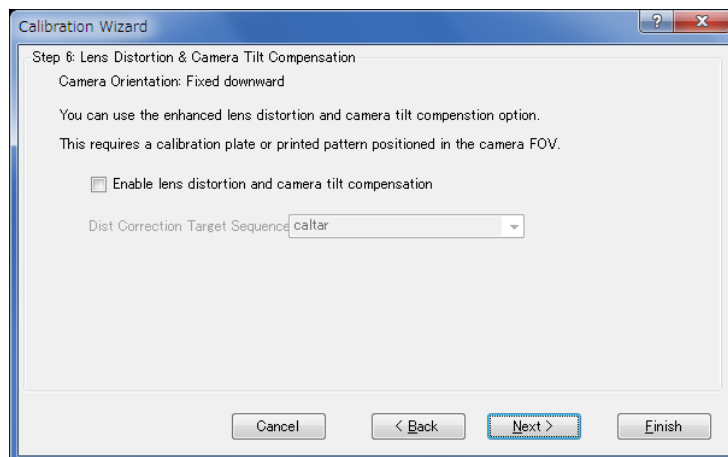 Calibration Wizard
?
Step 6: Lens Distortion & Camera Tilt Compensation
Camera Orientation: Fixed downward
You can use the enhanced lens distortion and camera tilt compenstion option.
This requires a calibration plate or printed pattern positioned in the camera FOV.
Enable lens distortion and camera tilt compensation
Dist Correction Target Sequence caltar
Cancel < Back Next > Finish